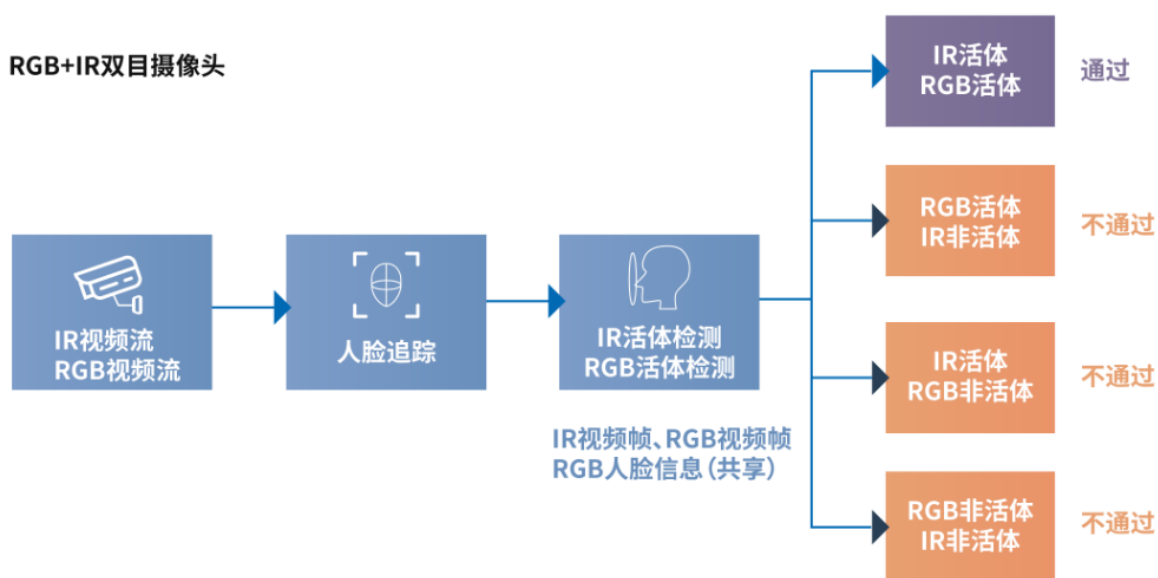 RGB+IR双目摄像头
IR视频流
RGB视频流
人脸追踪
IR活体检测
RGB活体检测
IR视频帧、RGB视频帧
RGB人脸信息（共享）
IR活体
RGB活体
通过
RGB活体
IR非活体
不通过
IR活体
RGB非活体
不通过
RGB非活体
IR非活体
不通过